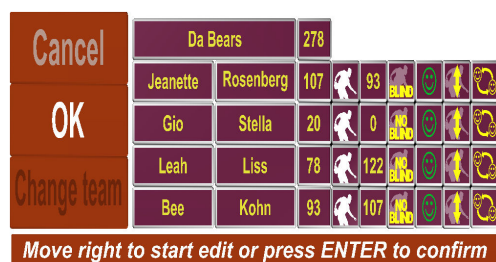 Cancel
OK
Change team
Da Bears 278
Jeanette Rosenberg 107 93 NO BLIND
Gio Stella 20 0 NO BLIND
Leah Liss 78 122 NO BLIND
Bee Kohn 93 107 NO BLIND
Move right to start edit or press ENTER to confirm